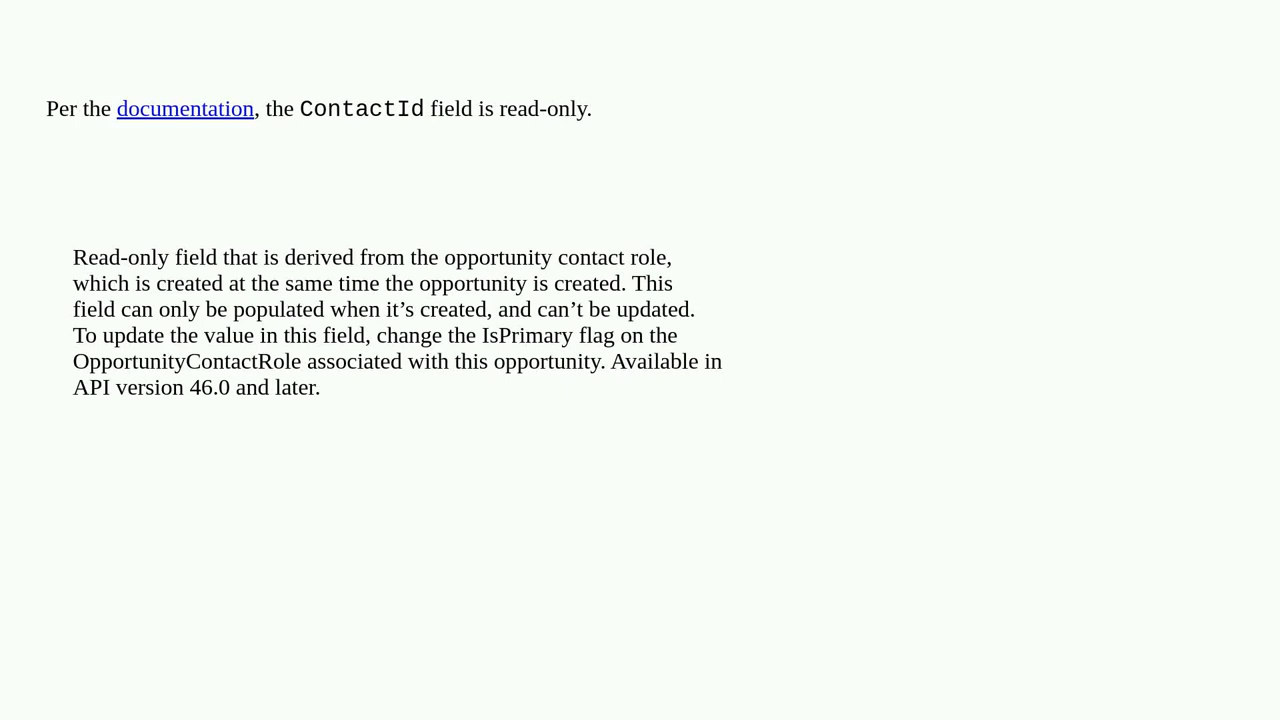 Per the documentation, the ContactId field is read-only.
Read-only field that is derived from the opportunity contact role,
which is created at the same time the opportunity is created. This
field can only be populated when it’s created, and can’t be updated.
To update the value in this field, change the IsPrimary flag on the
OpportunityContactRole associated with this opportunity. Available in
API version 46.0 and later.